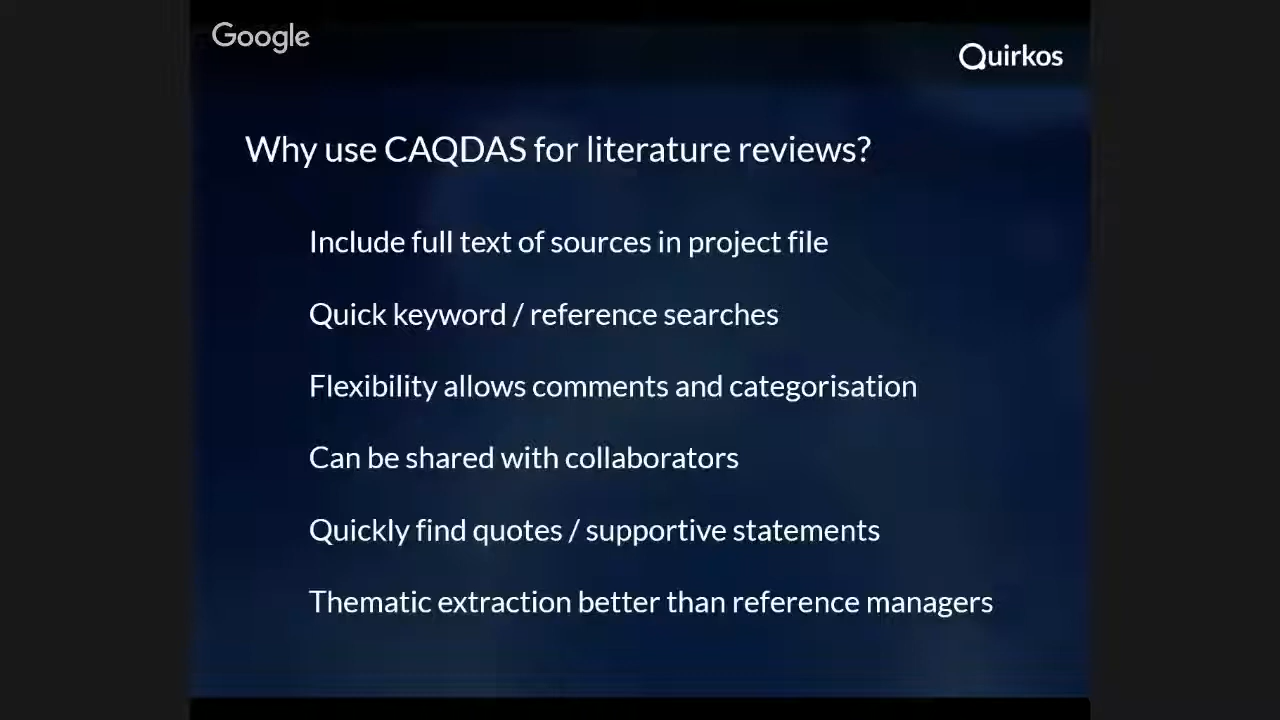 Google
Quirkos
Why use CAQDAS for literature reviews?
Include full text of sources in project file
Quick keyword / reference searches
Flexibility allows comments and categorisation
Can be shared with collaborators
Quickly find quotes / supportive statements
Thematic extraction better than reference managers